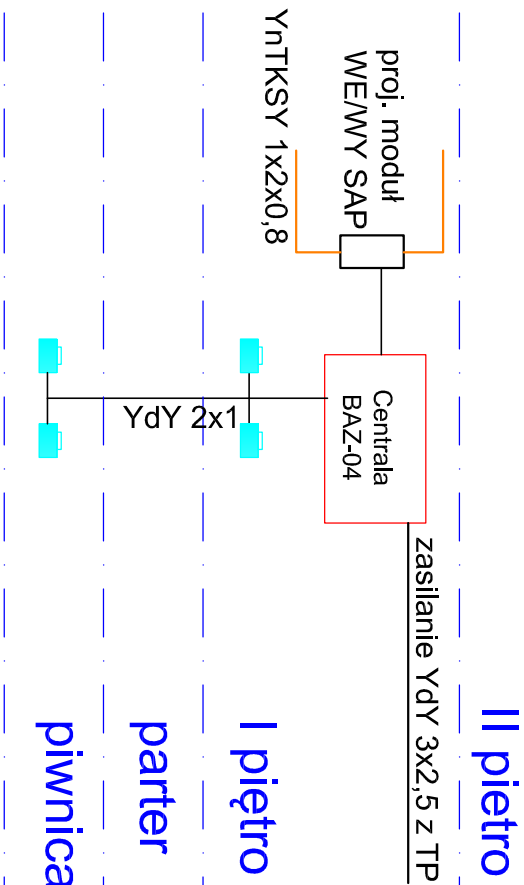 II pietro
zasilanie YdY 3x2,5 z TP
proj. moduł
WE/WY SAP
Centrala
BAZ-04
YnTKSY 1x2x0,8
I piętro
YdY 2x1
parter
piwnica